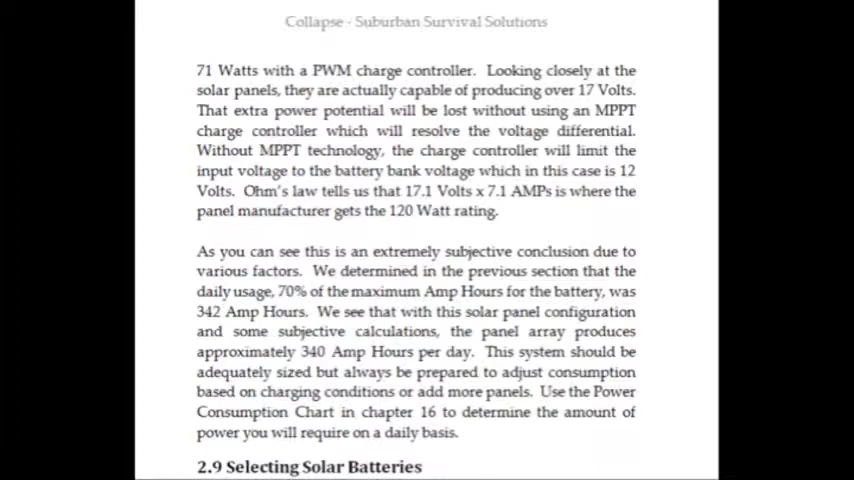 Collapse - Suburban Survival Solutions
71 Watts with a PWM charge controller. Looking closely at the
solar panels, they are actually capable of producing over 17 Volts.
That extra power potential will be lost without using an MPPT
charge controller which will resolve the voltage differential.
Without MPPT technology, the charge controller will limit the
input voltage to the battery bank voltage which in this case is 12
Volts. Ohm's law tells us that 17.1 Volts x 7.1 AMPs is where the
panel manufacturer gets the 120 Watt rating.
As you can see this is an extremely subjective conclusion due to
various factors. We determined in the previous section that the
daily usage, 70% of the maximum Amp Hours for the battery, was
342 Amp Hours. We see that with this solar panel configuration
and some subjective calculations, the panel array produces
approximately 340 Amp Hours per day. This system should be
adequately sized but always be prepared to adjust consumption
based on charging conditions or add more panels. Use the Power
Consumption Chart in chapter 16 to determine the amount of
power you will require on a daily basis.
2.9 Selecting Solar Batteries